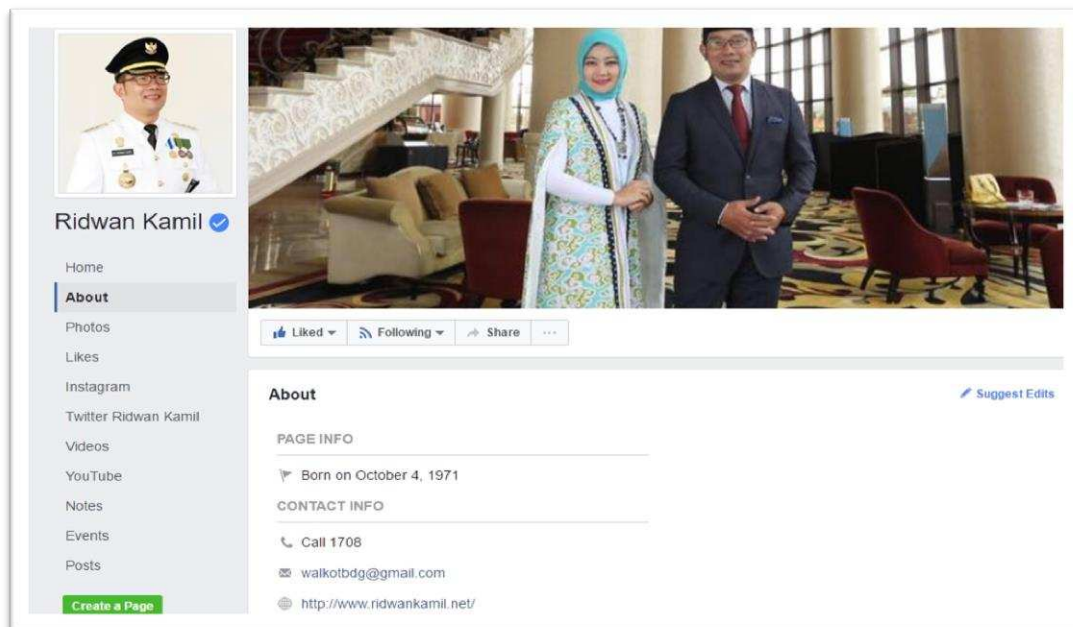 Ridwan Kamil
Home
About
Photos
Likes
Instagram
Twitter Ridwan Kamil
Videos
YouTube
Notes
Events
Posts
Create a Page
Liked
Following
Share
About
Suggest Edits
PAGE INFO
Born on October 4, 1971
CONTACT INFO
Call 1708
walkotbdg@gmail.com
http://www.ridwankamil.net/